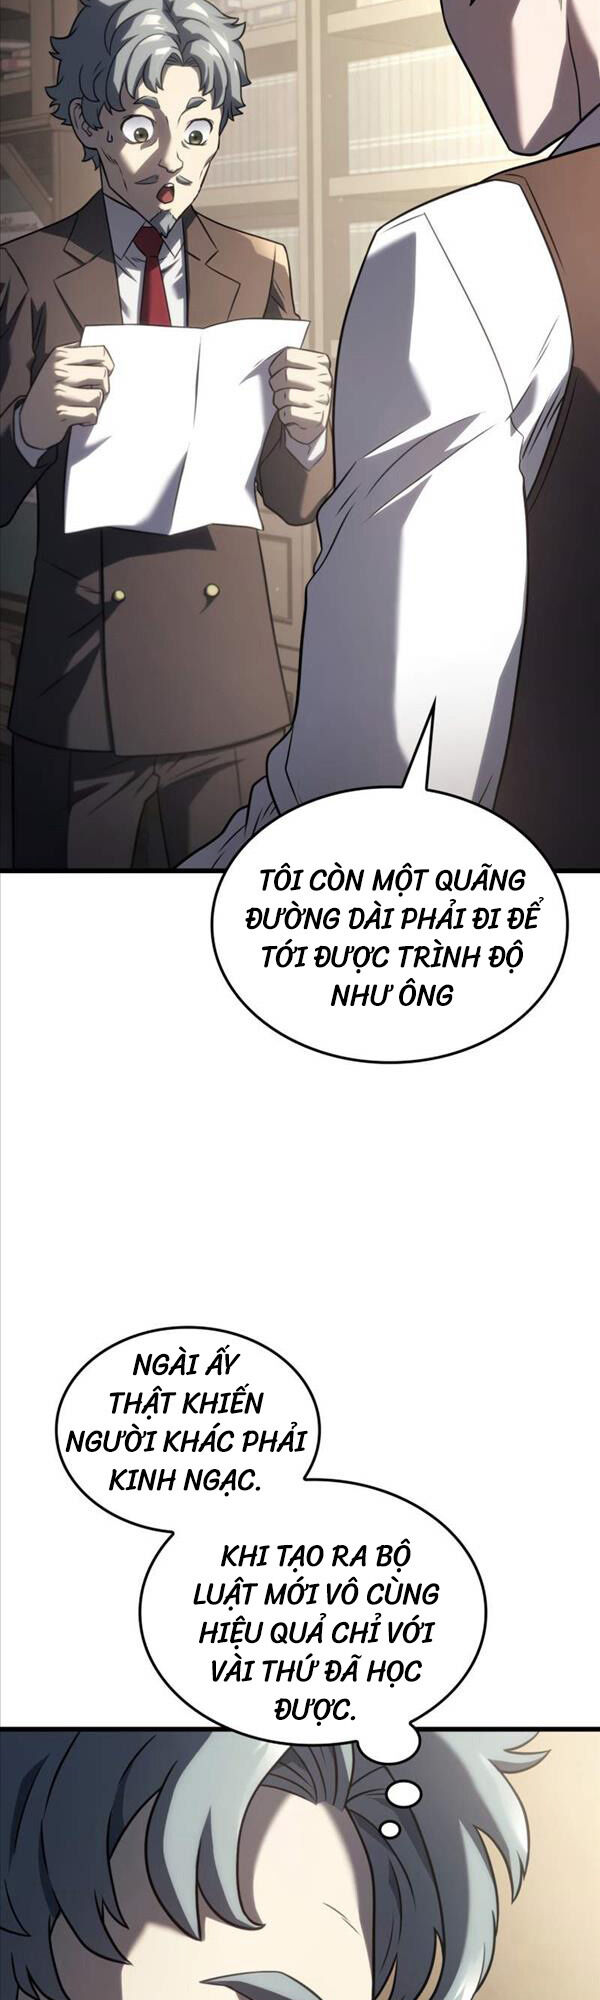 TÔI CÒN MỘT QUÃNG
ĐƯỜNG DÀI PHẢI ĐI ĐỂ
TỚI ĐƯỢC TRÌNH ĐỘ
NHƯ ÔNG
NGÀI ẤY
THẬT KHIẾN
NGƯỜI KHÁC PHẢI
KINH NGẠC.
KHI TẠO RA BỘ
LUẬT MỚI VÔ CÙNG
HIỆU QUẢ CHỈ VỚI
VÀI THỨ ĐÃ HỌC
ĐƯỢC.